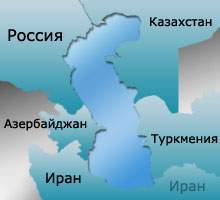 Казахстан
Россия
Азербайджан
Туркмения
Иран
Иран